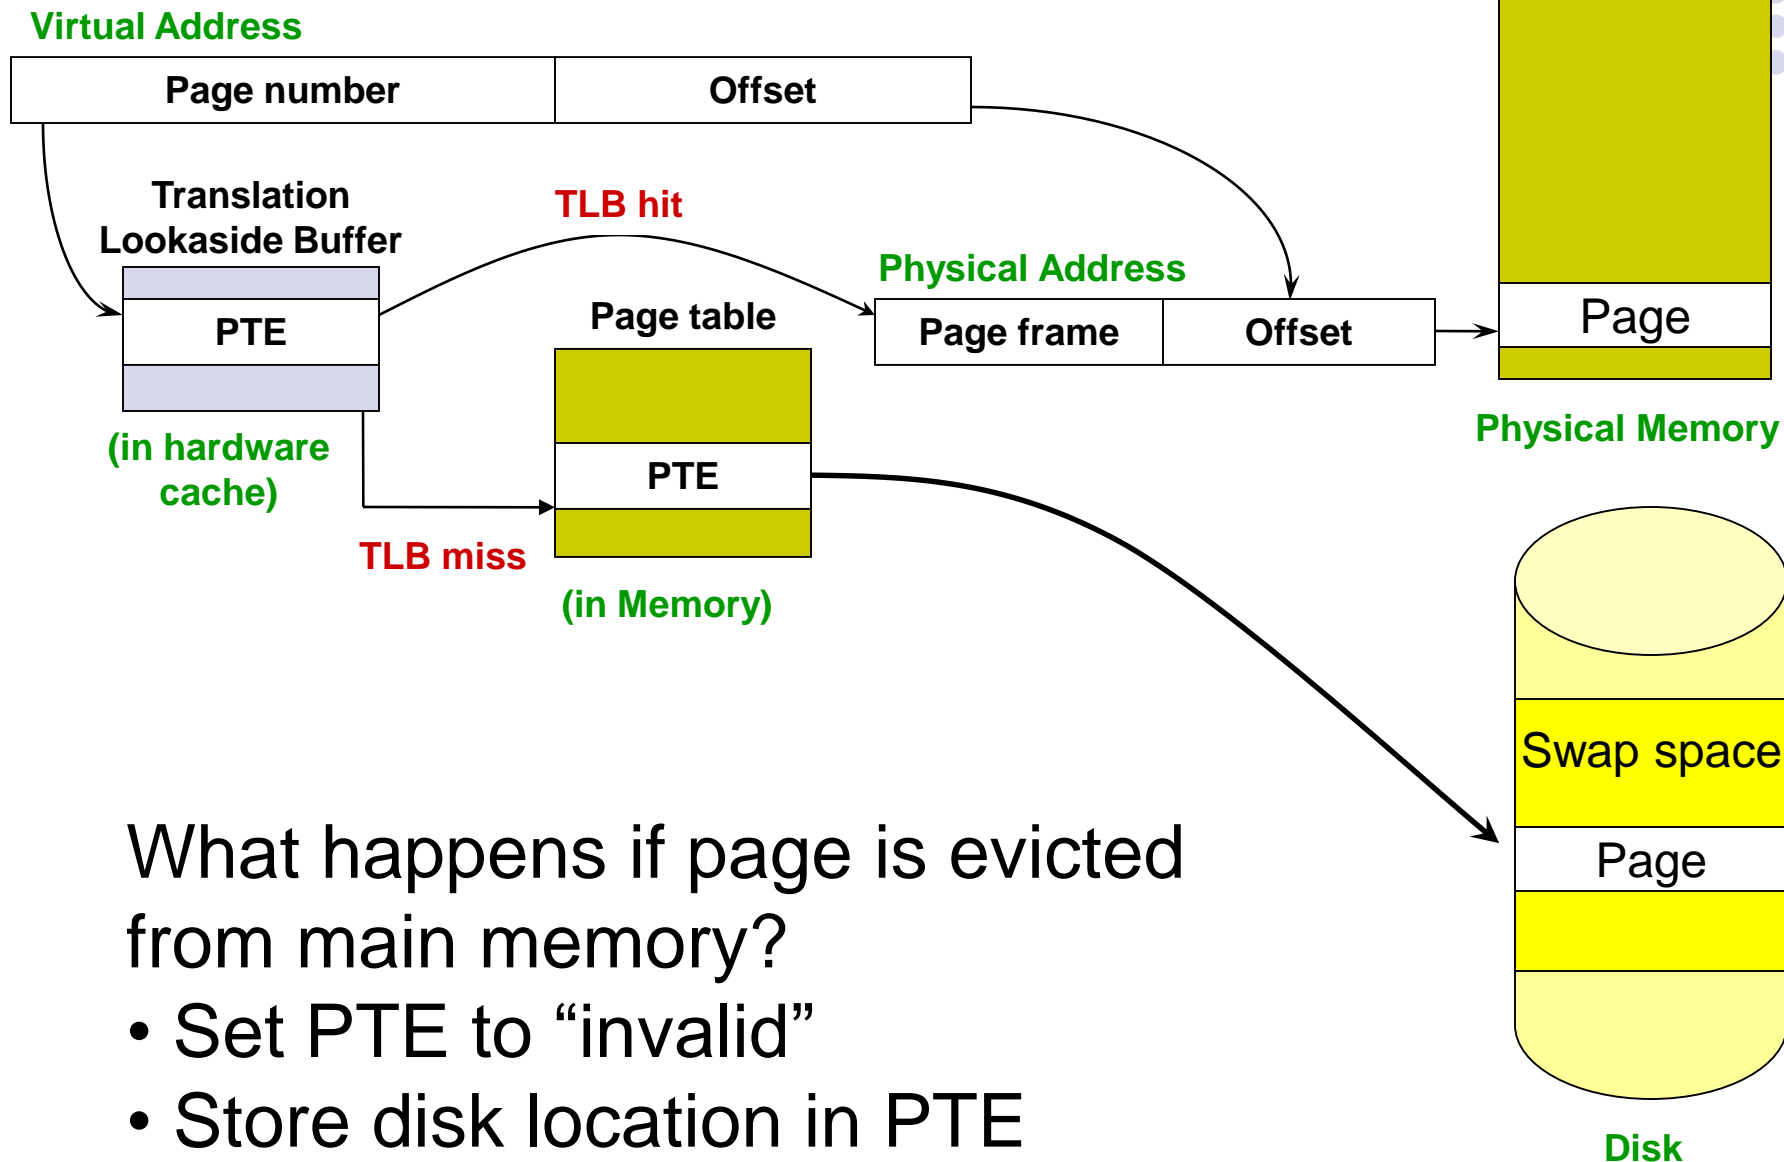 Virtual Address
Page number
Offset
Translation
Lookaside Buffer
TLB hit
Physical Address
PTE
Page table
Page frame
Offset
Page
(in hardware
cache)
PTE
Physical Memory
TLB miss
(in Memory)
Swap space
Page
What happens if page is evicted
from main memory?
• Set PTE to “invalid”
• Store disk location in PTE
Disk